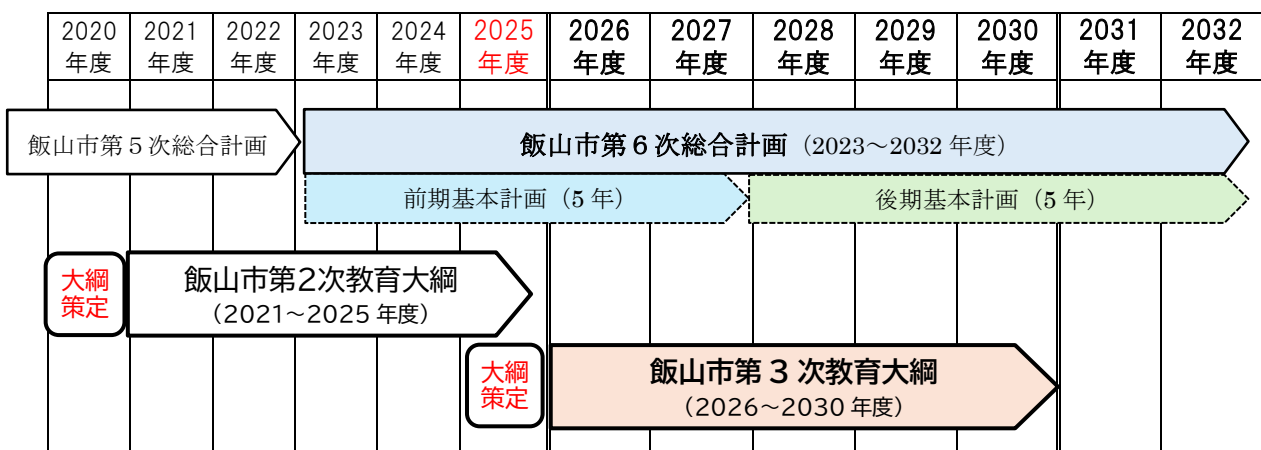 2020 2021 2022 2023 2024 2025 2026 2027 2028 2029 2030 2031 2032
年度 年度 年度 年度 年度 年度 年度 年度 年度 年度 年度 年度 年度
飯山市第5次総合計画
飯山市第6次総合計画（2023～2032 年度）
前期基本計画（5 年）
後期基本計画（5 年）
大綱
策定
飯山市第2次教育大綱
（2021～2025 年度）
大綱
策定
飯山市第 3 次教育大綱
（2026～2030 年度）